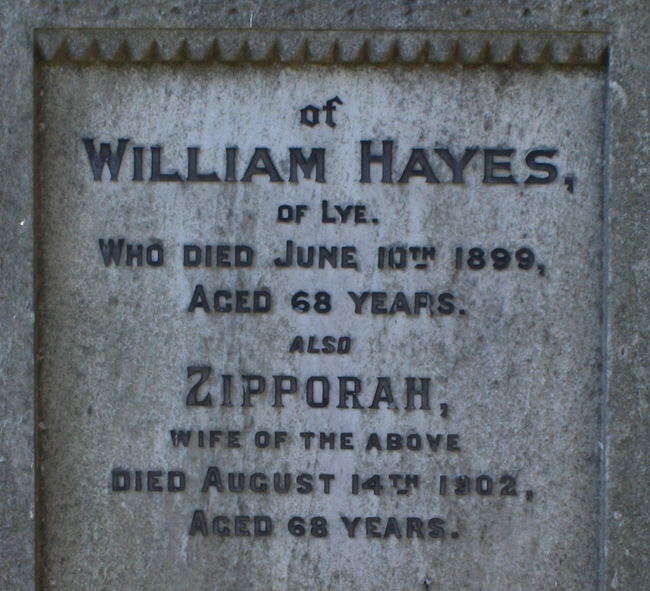 of
WILLIAM HAYES,
OF LYE.
WHO DIED JUNE 10TH 1899,
AGED 68 YEARS.
ALSO
ZIPPORAH,
WIFE OF THE ABOVE
DIED AUGUST 14TH 1902,
AGED 68 YEARS.